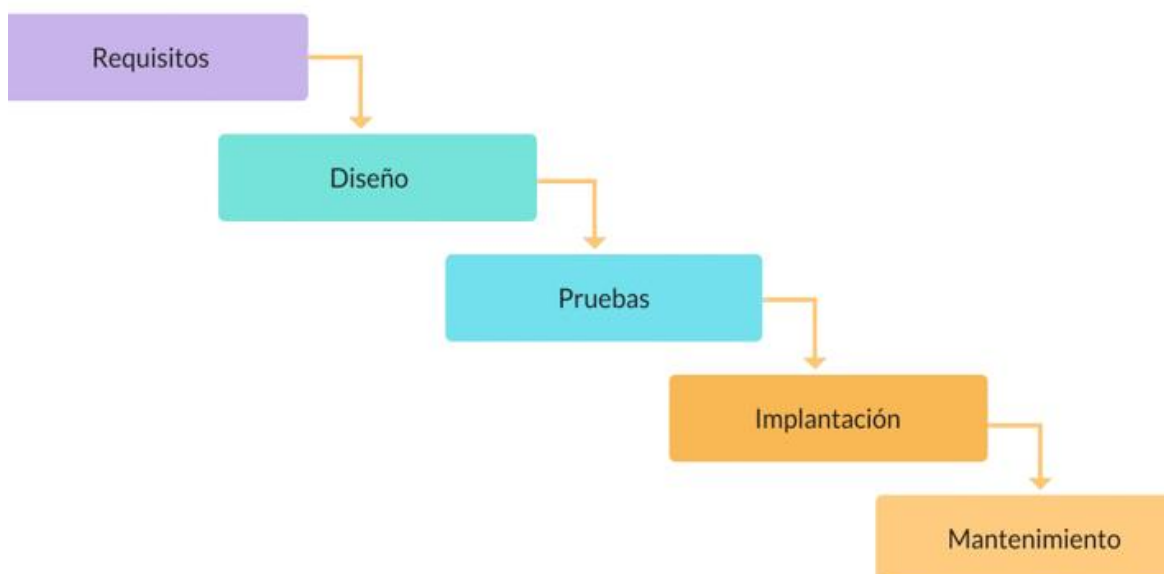 Requisitos
Diseño
Pruebas
Implantación
Mantenimiento